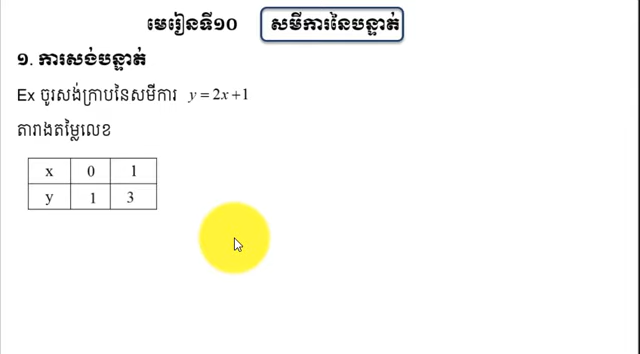 មេរៀនទី១០ សមីការនៃបន្ទាត់
១. ការសង់បន្ទាត់
Ex ចូរសង់ក្រាបនៃសមីការ y = 2x + 1
តារាងតម្លៃលេខ
x 0 1
y 1 3